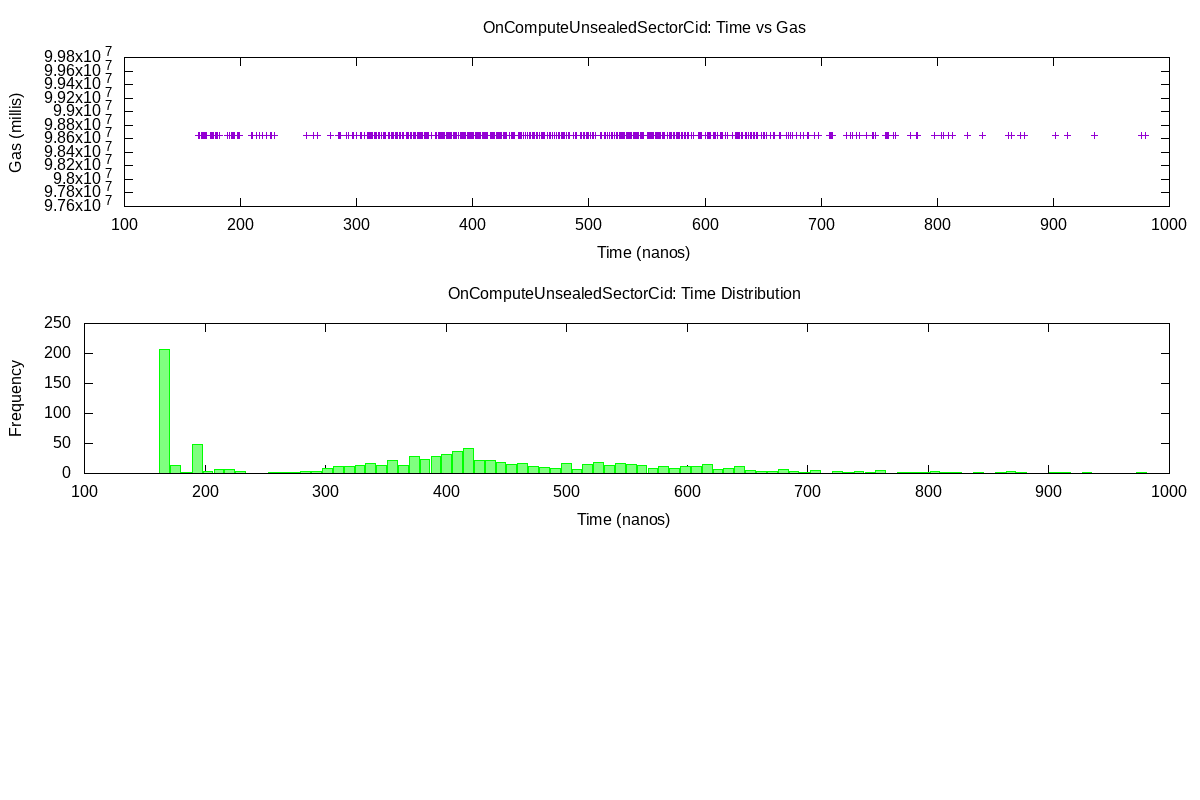 OnComputeUnsealedSectorCid: Time vs Gas
Gas (millis)
9.98x10 7
9.96x10 7
9.94x10 7
9.92x10 7
9.9x10 7
9.88x10 7
9.86x10 7
9.84x10 7
9.82x10 7
9.8x10 7
9.78x10 7
9.76x10 7
100 200 300 400 500 600 700 800 900 1000
Time (nanos)
OnComputeUnsealedSectorCid: Time Distribution
Frequency
250
200
150
100
50
0
100 200 300 400 500 600 700 800 900 1000
Time (nanos)